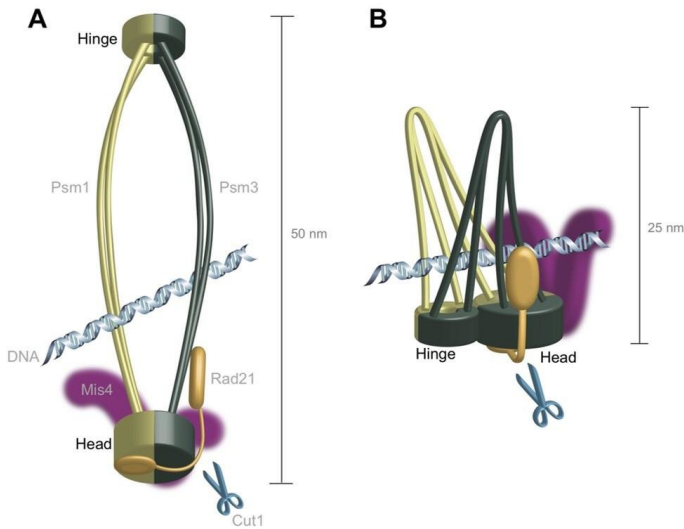 A
B
Hinge
Psm1
Psm3
50 nm
25 nm
DNA
Mis4
Rad21
Head
Cut1
Hinge
Head